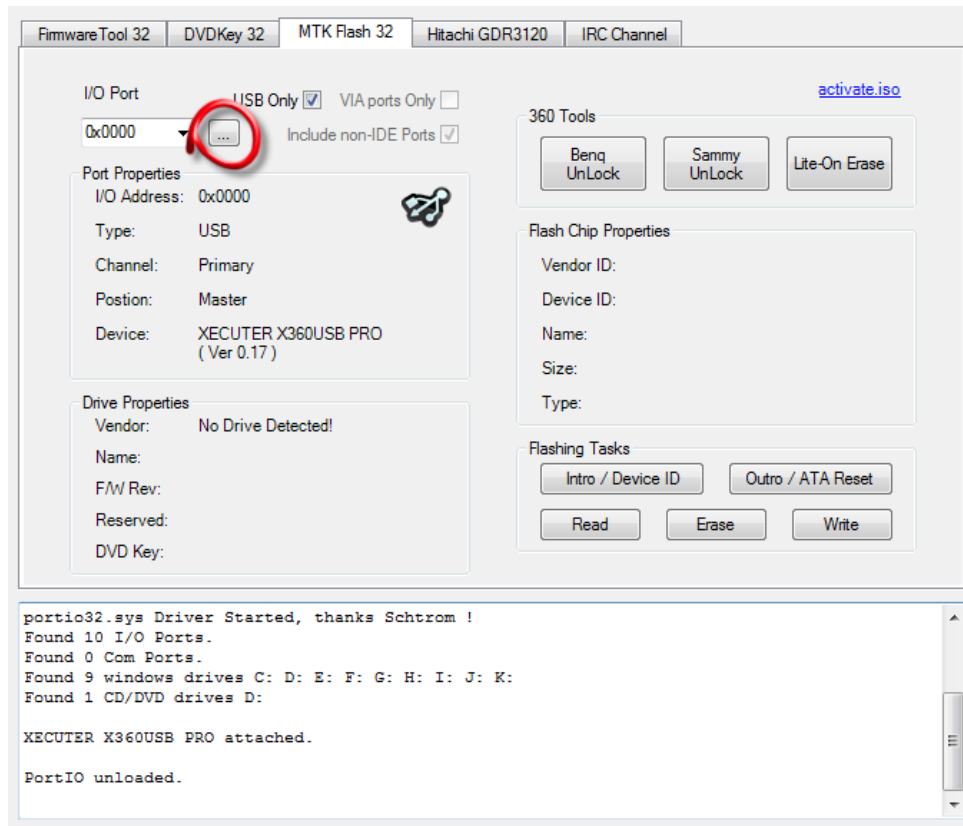 FirmwareTool 32
DVDKey 32
MTK Flash 32
Hitachi GDR3120
IRC Channel
I/O Port
USB Only
VIA ports Only
activate.iso
0x0000
...
Include non-IDE Ports
360 Tools
Benq
UnLock
Sammy
UnLock
Lite-On Erase
Port Properties
I/O Address: 0x0000
Type: USB
Channel: Primary
Postion: Master
Device: XECUTER X360USB PRO
( Ver 0.17 )
Flash Chip Properties
Vendor ID:
Device ID:
Name:
Size:
Type:
Drive Properties
Vendor: No Drive Detected!
Name:
F/W Rev:
Reserved:
DVD Key:
Flashing Tasks
Intro / Device ID
Outro / ATA Reset
Read
Erase
Write
portio32.sys Driver Started, thanks Schtrom !
Found 10 I/O Ports.
Found 0 Com Ports.
Found 9 windows drives C: D: E: F: G: H: I: J: K:
Found 1 CD/DVD drives D:
XECUTER X360USB PRO attached.
PortIO unloaded.